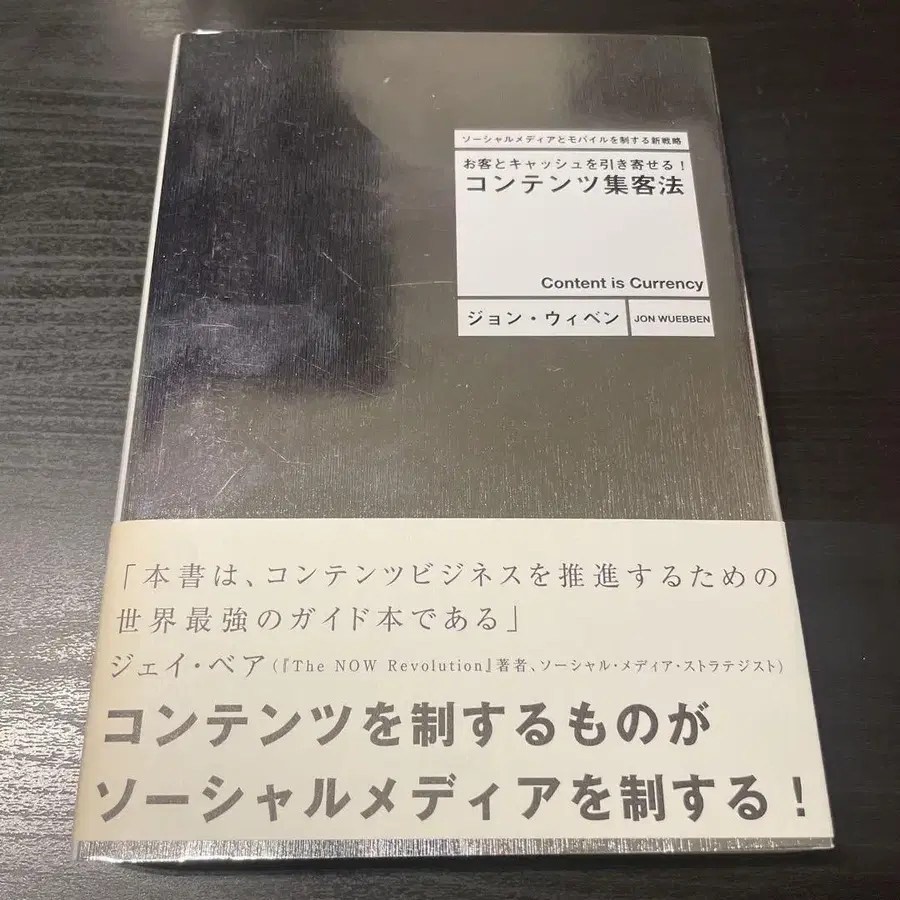 ソーシャルメディアとモバイルを制する新戦略
お客とキャッシュを引き寄せる!
コンテンツ集客法
Content is Currency
ジョン・ウィベン
JON WUEBBEN
「本書は、コンテンツビジネスを推進するための
世界最強のガイド本である」
ジェイ・ベア(『The NOW Revolution』著者、ソーシャル・メディア・ストラテジスト)
コンテンツを制するものが
ソーシャルメディアを制する!